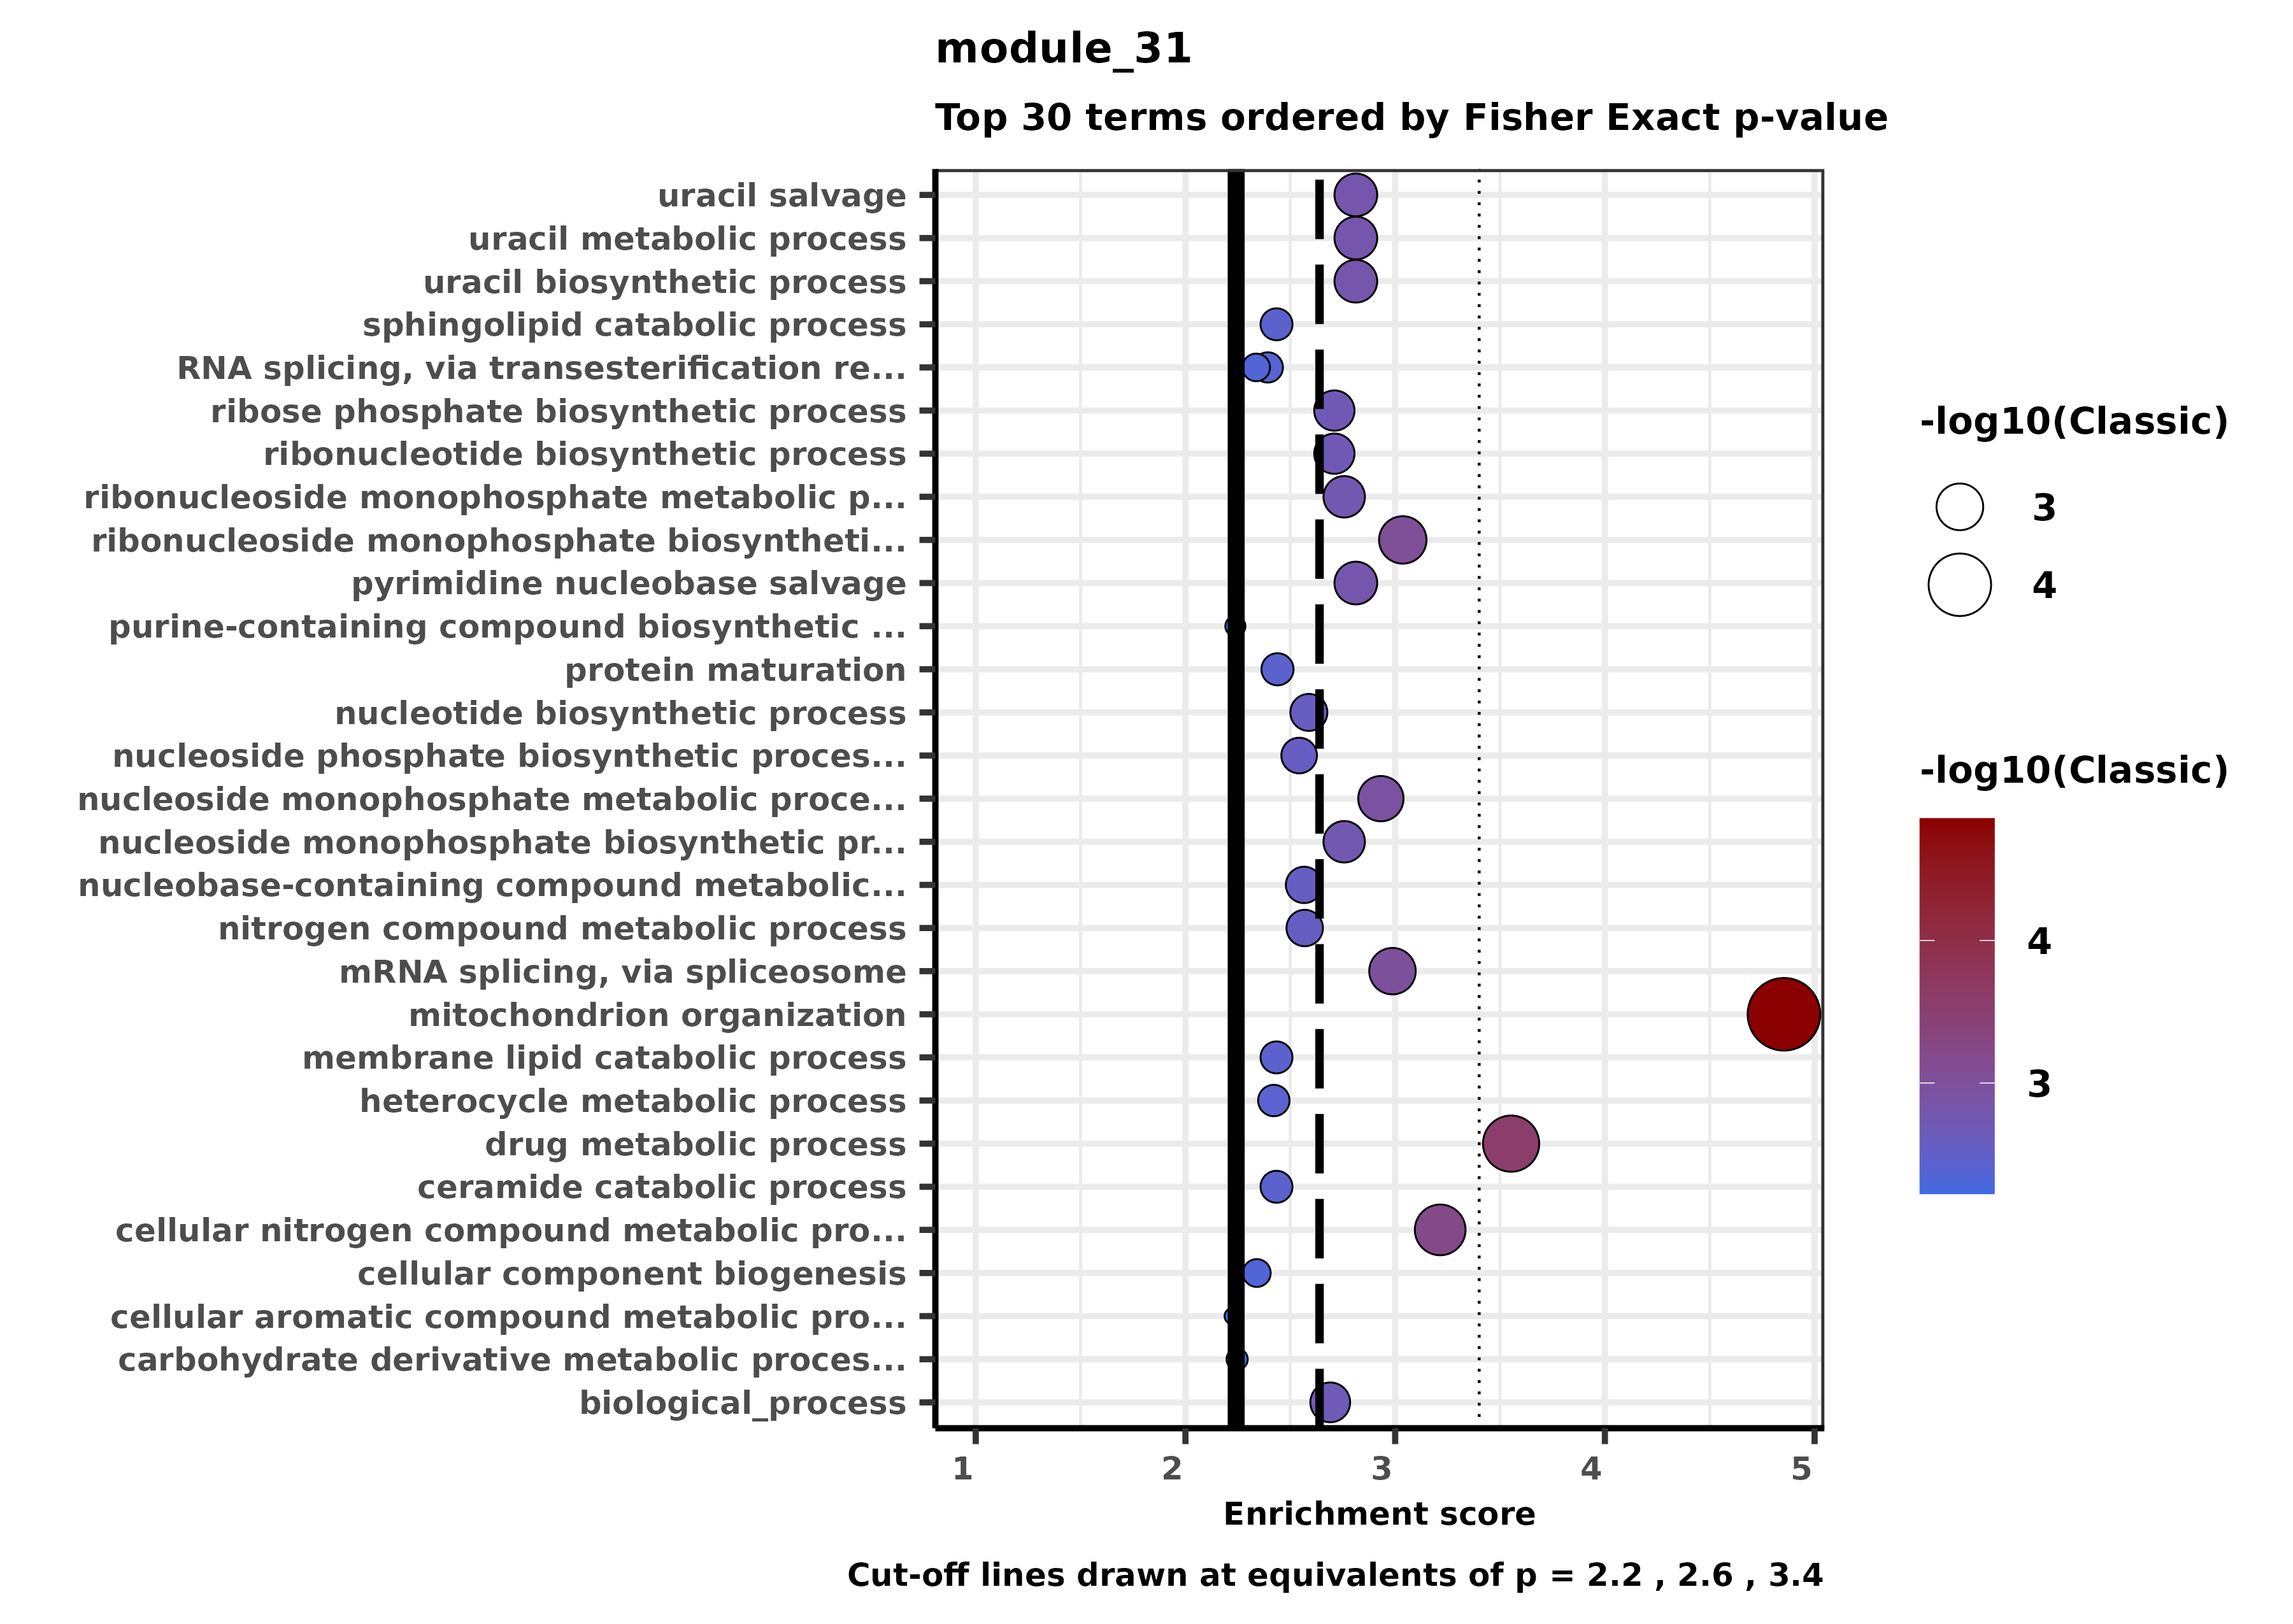 module_31
Top 30 terms ordered by Fisher Exact p-value
uracil salvage
uracil metabolic process
uracil biosynthetic process
sphingolipid catabolic process
RNA splicing, via transesterification re...
ribose phosphate biosynthetic process
ribonucleotide biosynthetic process
ribonucleoside monophosphate metabolic p...
ribonucleoside monophosphate biosyntheti...
pyrimidine nucleobase salvage
purine-containing compound biosynthetic ...
protein maturation
nucleotide biosynthetic process
nucleoside phosphate biosynthetic proces...
nucleoside monophosphate metabolic proce...
nucleoside monophosphate biosynthetic pr...
nucleobase-containing compound metabolic...
nitrogen compound metabolic process
mRNA splicing, via spliceosome
mitochondrion organization
membrane lipid catabolic process
heterocycle metabolic process
drug metabolic process
ceramide catabolic process
cellular nitrogen compound metabolic pro...
cellular component biogenesis
cellular aromatic compound metabolic pro...
carbohydrate derivative metabolic proces...
biological_process
1 2 3 4 5
Enrichment score
Cut-off lines drawn at equivalents of p = 2.2 , 2.6 , 3.4
-log10(Classic)
3
4
-log10(Classic)
4
3